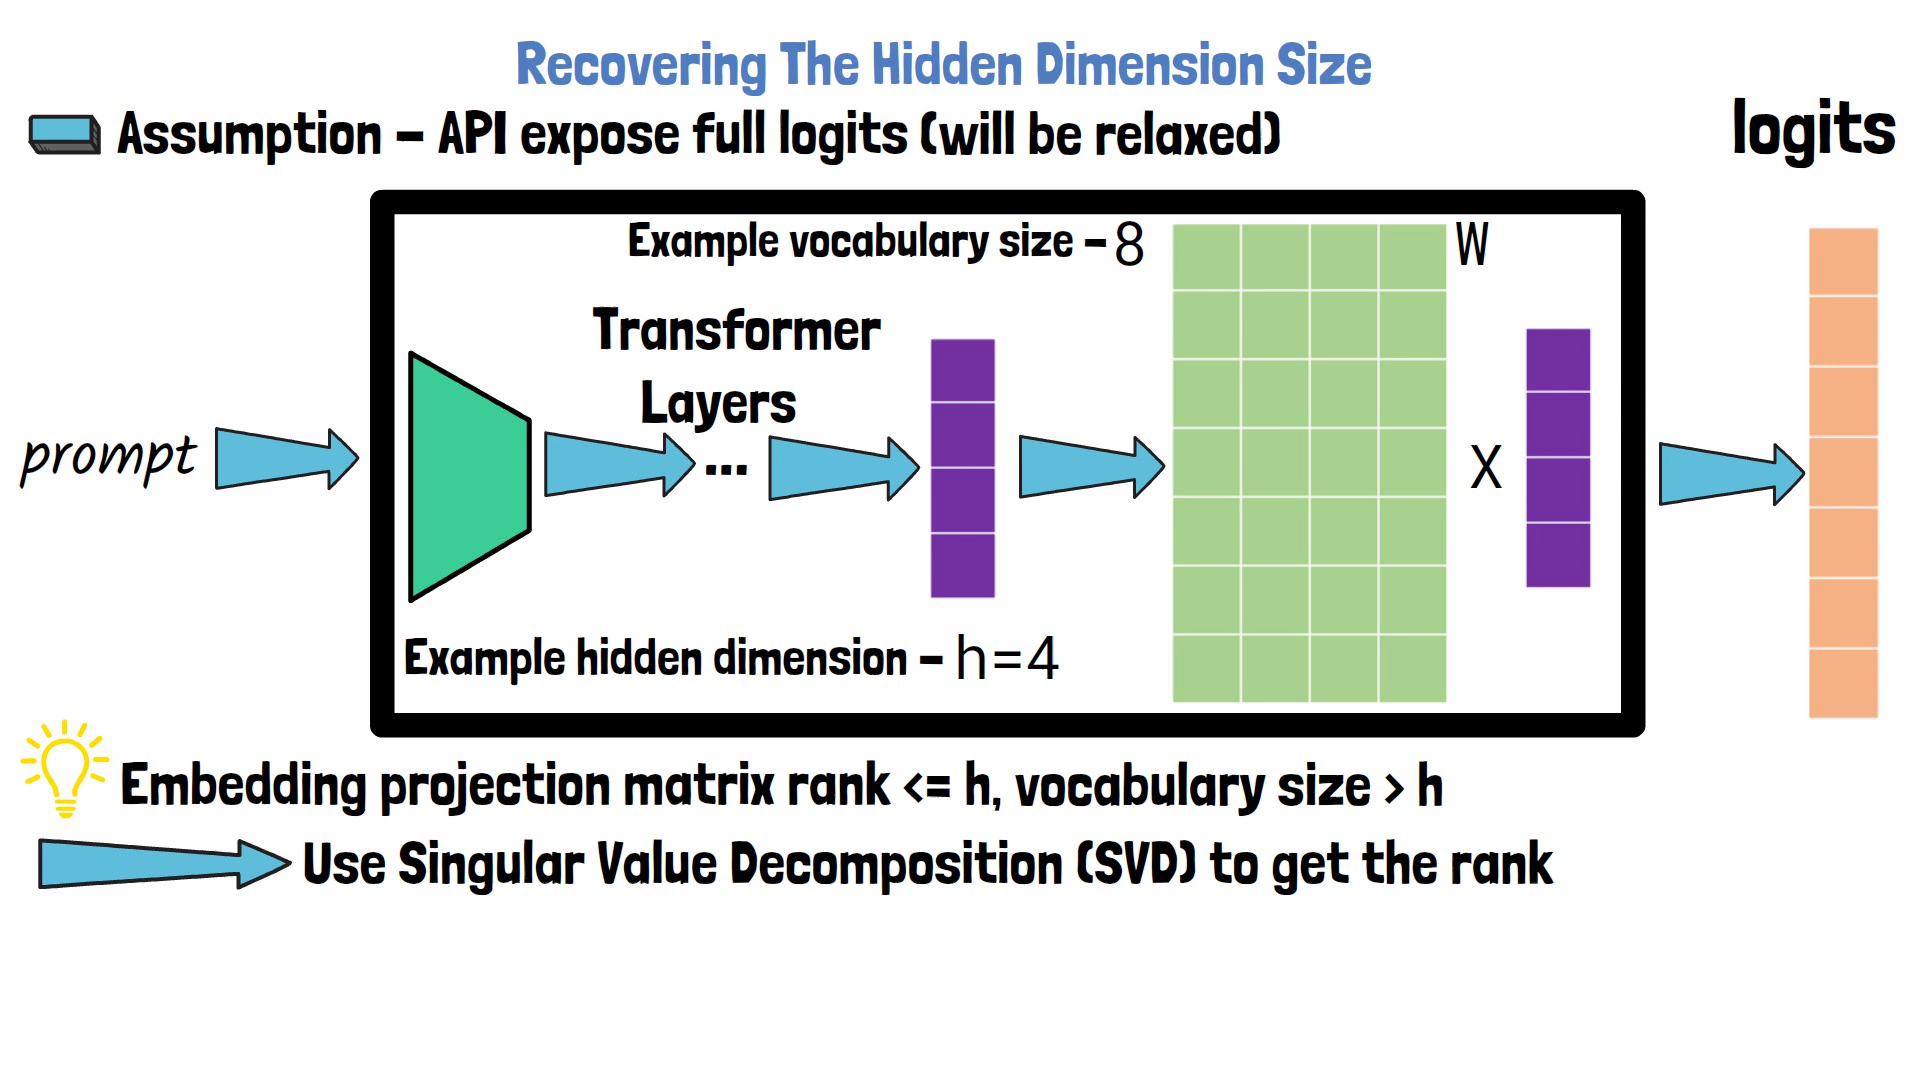 Recovering The Hidden Dimension Size
Assumption – API expose full logits (will be relaxed)
logits
Example vocabulary size – 8
W
Transformer
Layers
prompt
...
X
Example hidden dimension – h=4
Embedding projection matrix rank <= h, vocabulary size > h
Use Singular Value Decomposition (SVD) to get the rank